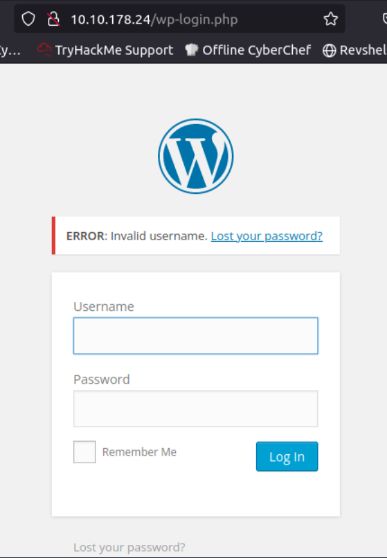 10.10.178.24/wp-login.php
TryHackMe Support Offline CyberChef Revshel
ERROR: Invalid username. Lost your password?
Username
Password
Remember Me
Log In
Lost your password?